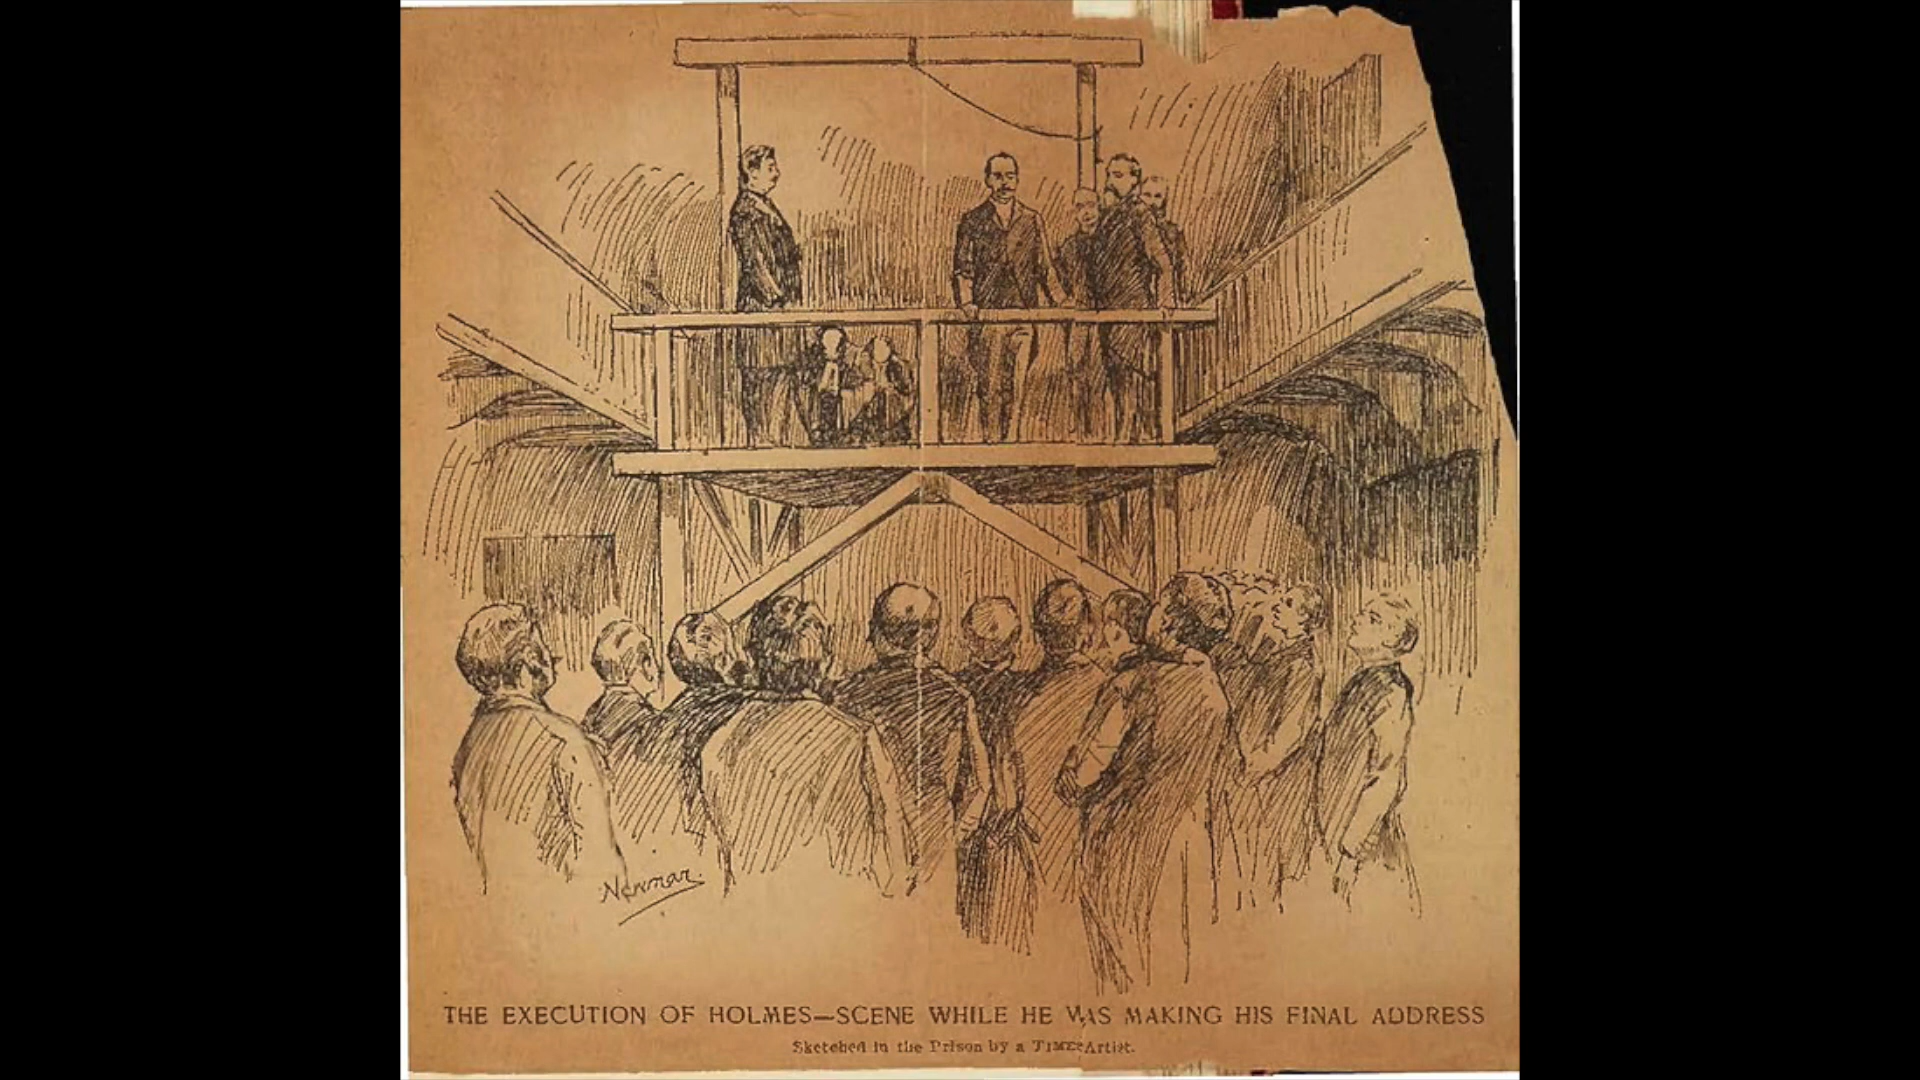 Newman
THE EXECUTION OF HOLMES—SCENE WHILE HE WAS MAKING HIS FINAL ADDRESS
Sketched in the Prison by a TIMES Artist.